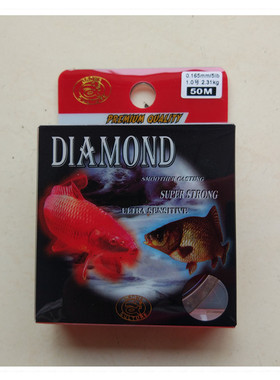 0.165mm/5lb
1.0号 2.31kg
50M
PREMIUM QUALITY
DIAMOND
SMOOTHER CASTING
SUPER STRONG
ULTRA SENSITIVE